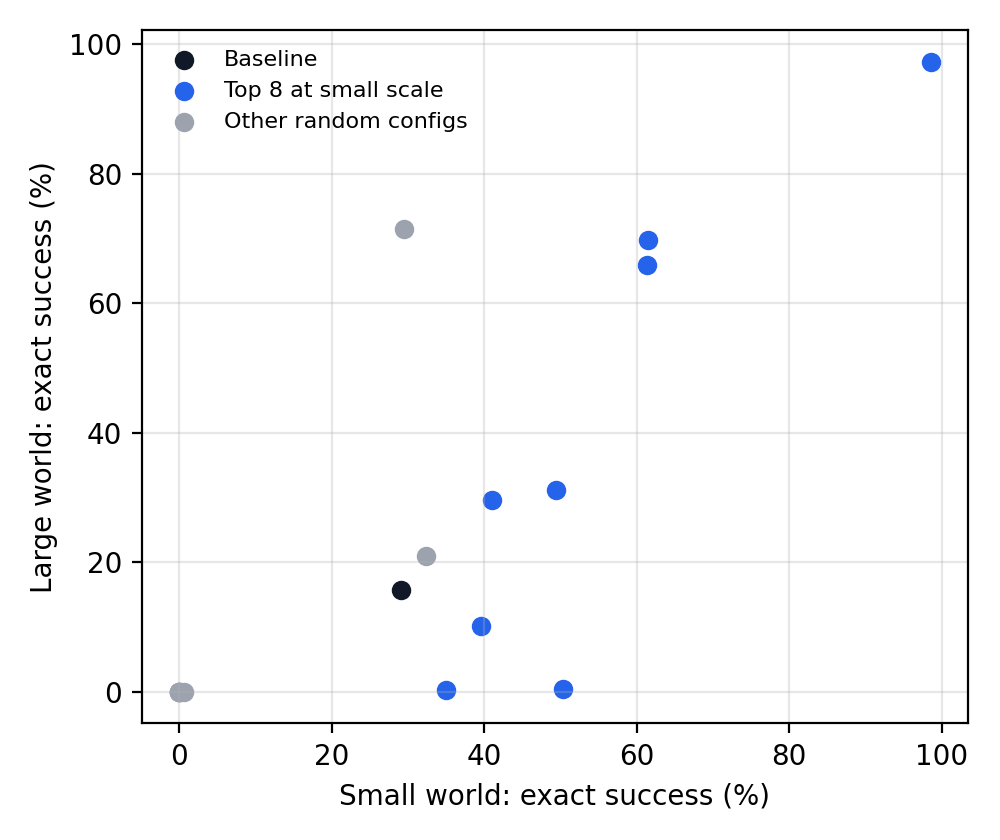 Baseline
Top 8 at small scale
Other random configs
100
80
60
40
20
0
Large world: exact success (%)
0 20 40 60 80 100
Small world: exact success (%)